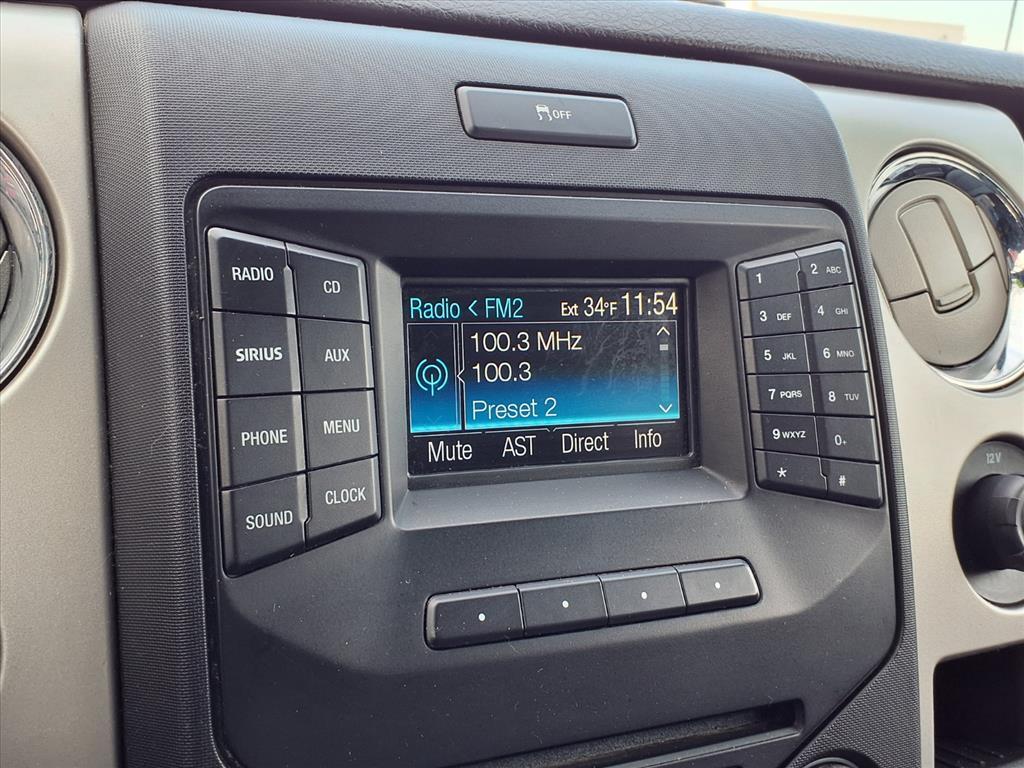 OFF
RADIO CD
SIRIUS AUX
PHONE MENU
SOUND CLOCK
Radio < FM2 Ext 34°F 11:54
100.3 MHz
100.3
Preset 2
Mute AST Direct Info
1 2 ABC
3 DEF 4 GHI
5 JKL 6 MNO
7 PQRS 8 TUV
9 WXYZ 0+
* #
12V